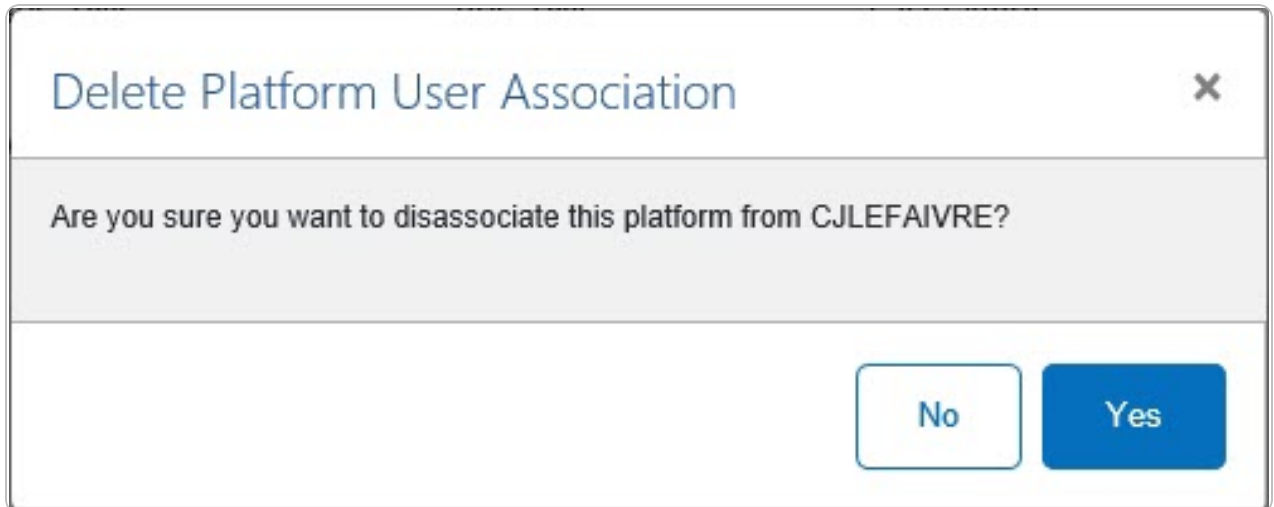 Delete Platform User Association
Are you sure you want to disassociate this platform from CJLEFAIVRE?
No
Yes